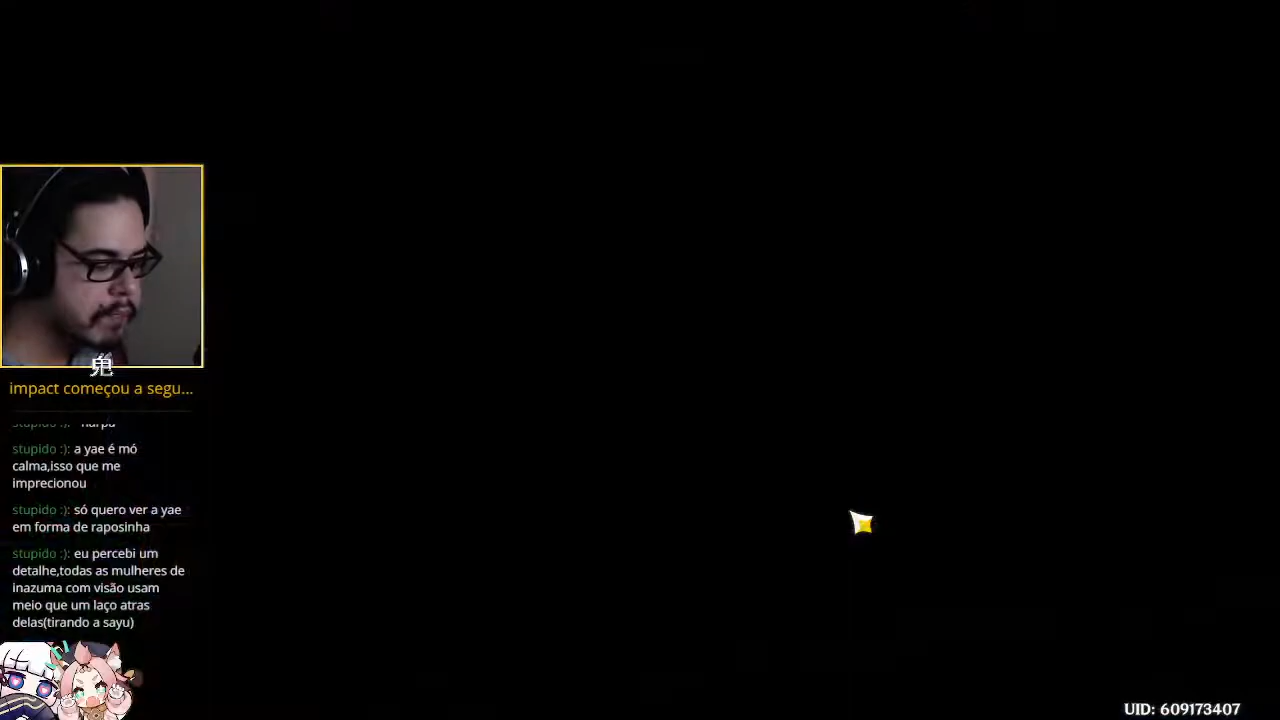 鬼
impact começou a segu...
stupido :): harpa
stupido :): a yae é mó
calma,isso que me
imprecionou
stupido :): só quero ver a yae
em forma de raposinha
stupido :): eu percebi um
detalhe,todas as mulheres de
inazuma com visão usam
meio que um laço atras
delas(tirando a sayu)
UID: 609173407